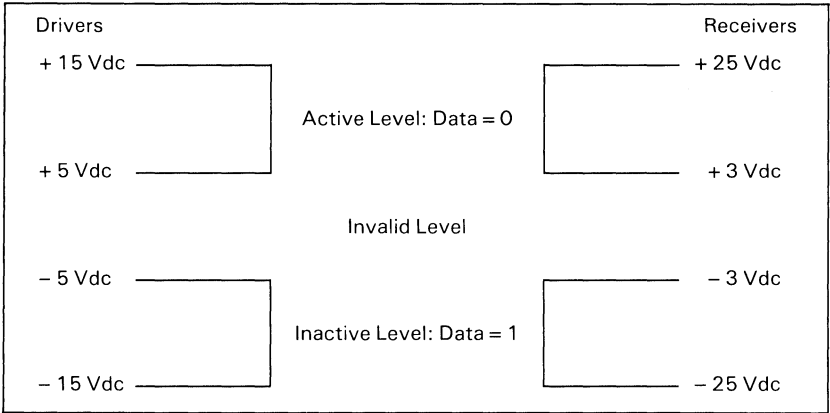 Drivers Receivers
+ 15 Vdc + 25 Vdc
Active Level: Data = 0
+ 5 Vdc + 3 Vdc
Invalid Level
– 5 Vdc – 3 Vdc
Inactive Level: Data = 1
– 15 Vdc – 25 Vdc